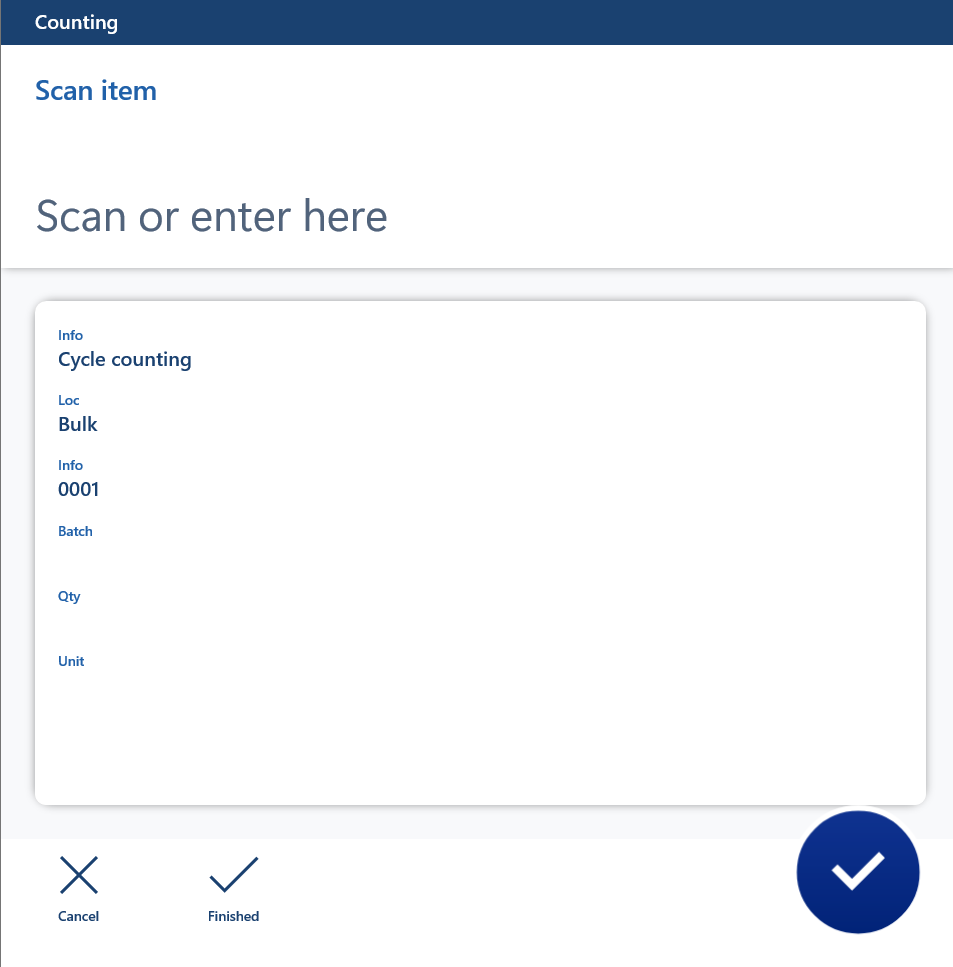 Counting
Scan item
Scan or enter here
Info
Cycle counting
Loc
Bulk
Info
0001
Batch
Qty
Unit
Cancel
Finished